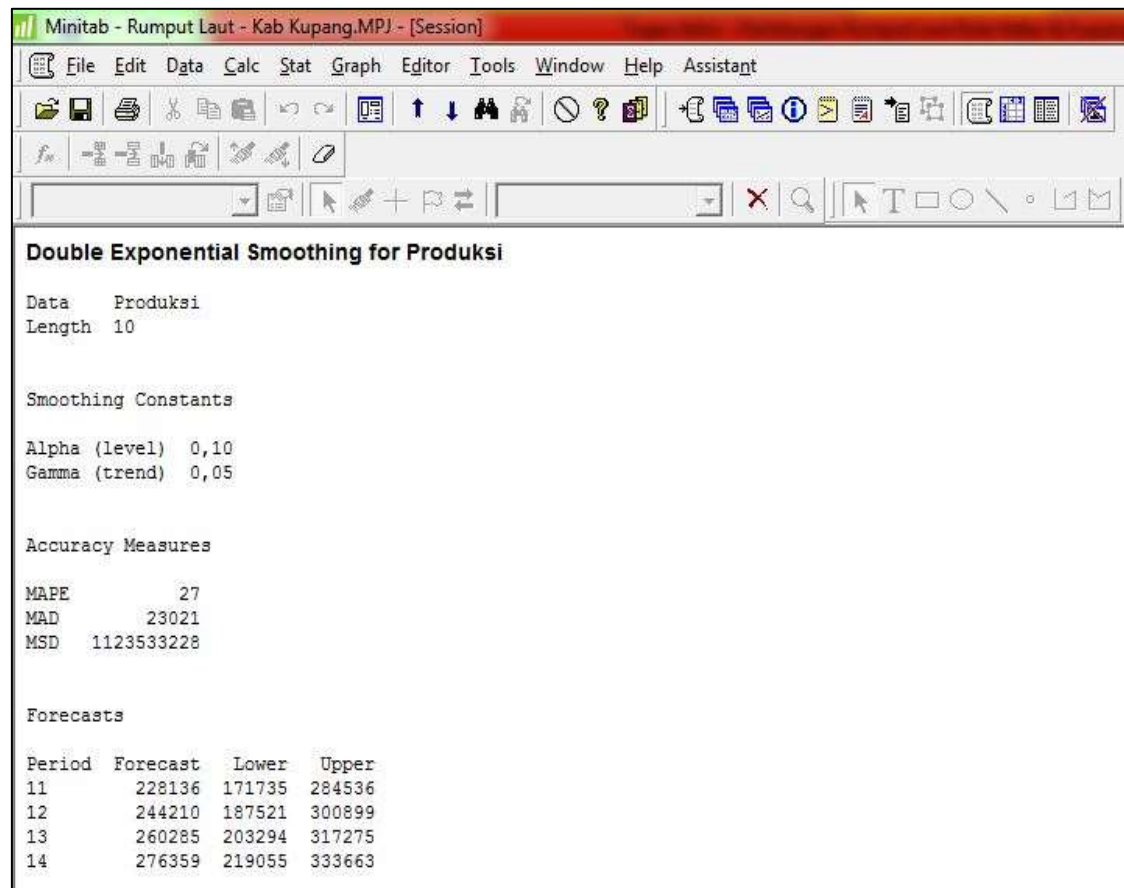 Minitab - Rumput Laut - Kab Kupang.MPJ - [Session]
File Edit Data Calc Stat Graph Editor Tools Window Help Assistant
Double Exponential Smoothing for Produksi
Data Produksi
Length 10
Smoothing Constants
Alpha (level) 0,10
Gamma (trend) 0,05
Accuracy Measures
MAPE 27
MAD 23021
MSD 1123533228
Forecasts
Period Forecast Lower Upper
11 228136 171735 284536
12 244210 187521 300899
13 260285 203294 317275
14 276359 219055 333663